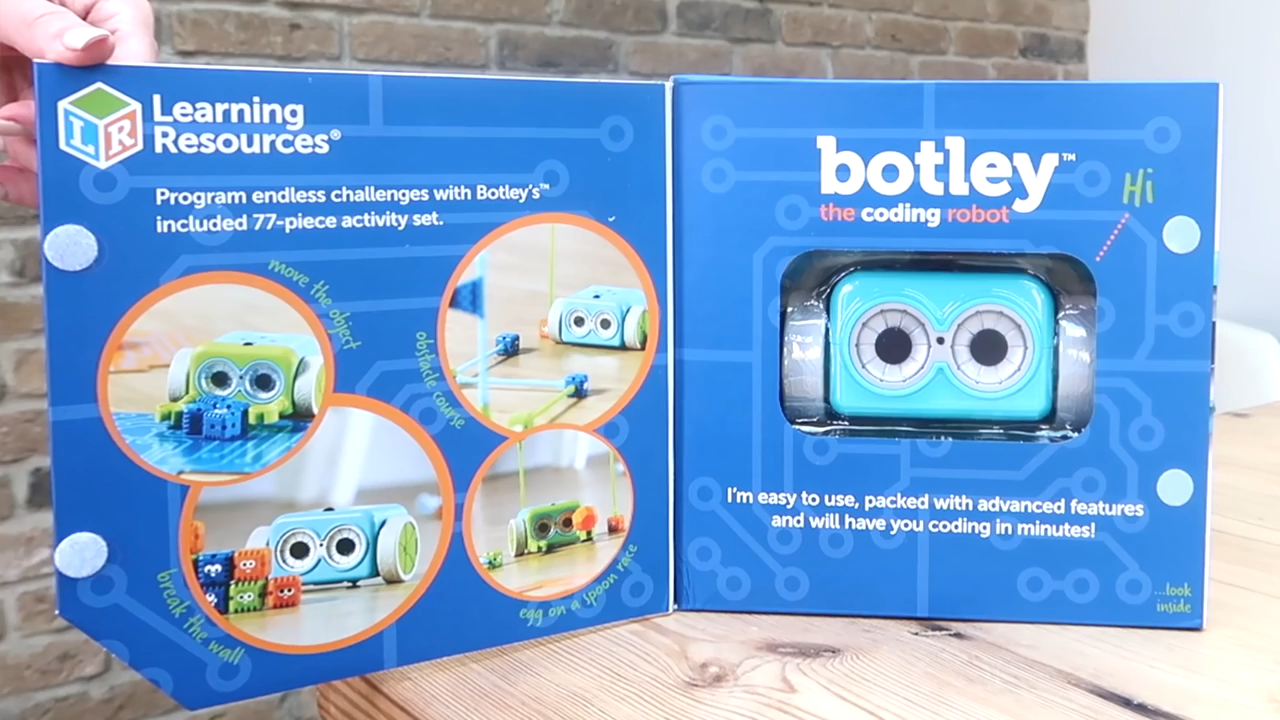 LR
Learning
Resources®
Program endless challenges with Botley's™
included 77-piece activity set.
move the object
obstacle course
break the wall
egg on a spoon race
botley™
the coding robot
Hi
I'm easy to use, packed with advanced features
and will have you coding in minutes!
...look
inside